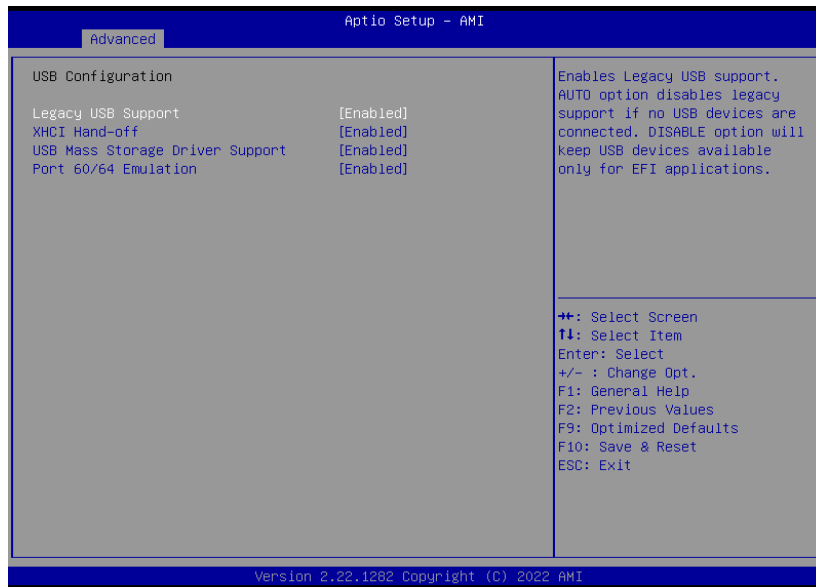 Aptio Setup – AMI
Advanced
USB Configuration
Legacy USB Support [Enabled]
XHCI Hand-off [Enabled]
USB Mass Storage Driver Support [Enabled]
Port 60/64 Emulation [Enabled]
Enables Legacy USB support.
AUTO option disables legacy
support if no USB devices are
connected. DISABLE option will
keep USB devices available
only for EFI applications.
→←: Select Screen
↑↓: Select Item
Enter: Select
+/- : Change Opt.
F1: General Help
F2: Previous Values
F9: Optimized Defaults
F10: Save & Reset
ESC: Exit
Version 2.22.1282 Copyright (C) 2022 AMI